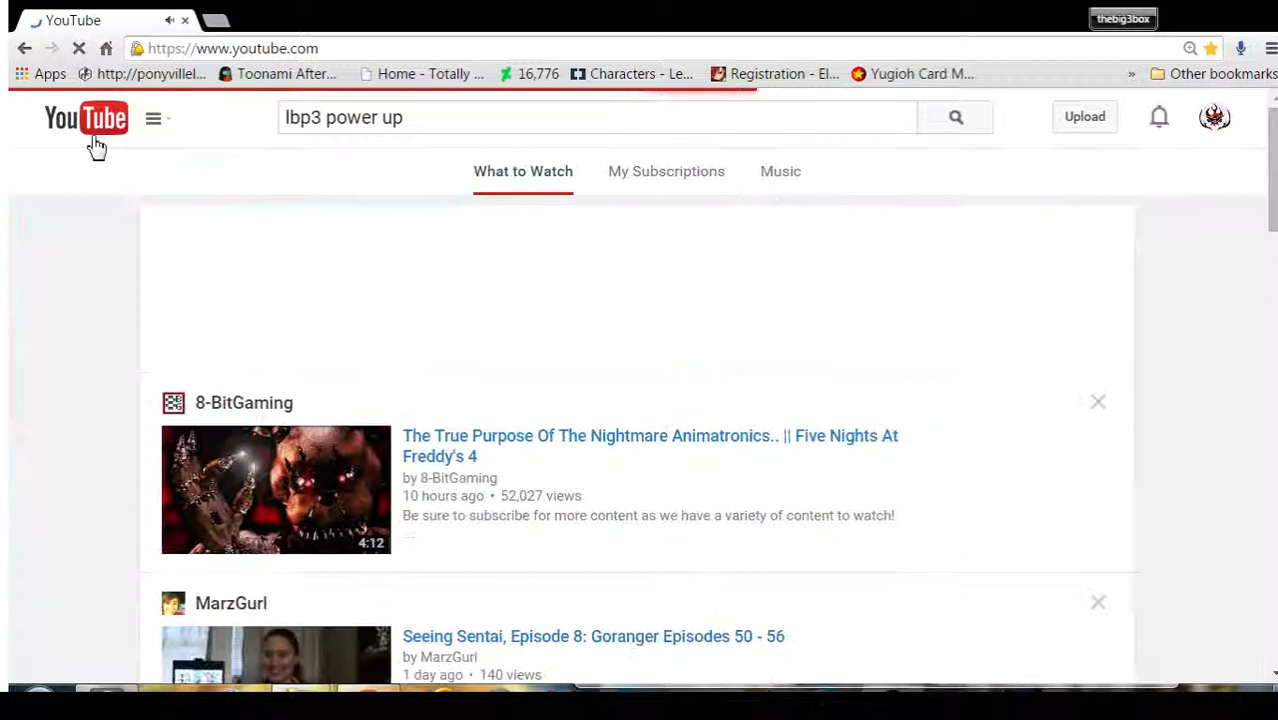 YouTube
thebig3box
https://www.youtube.com
Apps http://ponyvillel... Toonami After... Home - Totally ... 16,776 Characters - Le... Registration - El... Yugioh Card M... » Other bookmarks
YouTube lbp3 power up Upload
What to Watch My Subscriptions Music
8-BitGaming
The True Purpose Of The Nightmare Animatronics.. || Five Nights At
Freddy's 4
by 8-BitGaming
10 hours ago • 52,027 views
Be sure to subscribe for more content as we have a variety of content to watch!
...
4:12
MarzGurl
Seeing Sentai, Episode 8: Goranger Episodes 50 - 56
by MarzGurl
1 day ago • 140 views